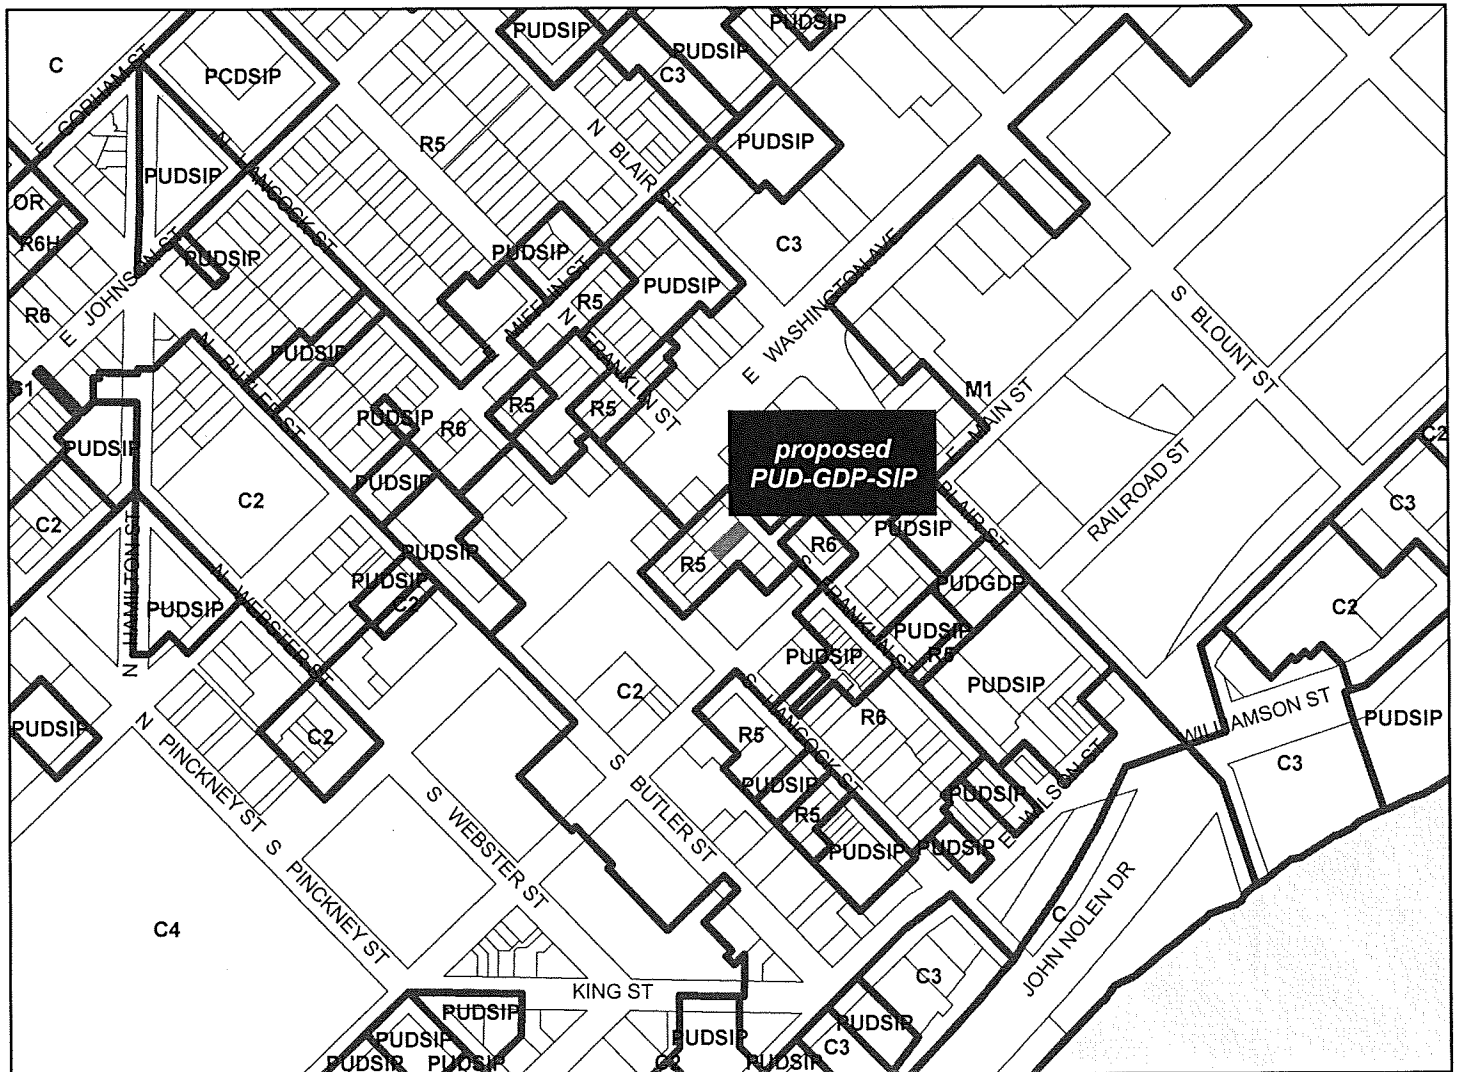 PUDSIP
PUDSIP
C
E GORHAM ST
PCDSIP
PUDSIP
C3
N HANCOCK ST
R5
N BLAIR ST
PUDSIP
PUDSIP
OR
R6H
PUDSIP
PUDSIP
C3
R6
E JOHNSON ST
PUDSIP
R5
MIFFLIN ST
N FRANKLIN ST
E WASHINGTON AVE
S BLOUNT ST
N BUTLER ST
PUDSIP
M1
E MAIN ST
PUDSIP
R6
R5
R5
PUDSIP
proposed
PUD-GDP-SIP
C2
C3
C2
PUDSIP
C2
RAILROAD ST
BLAIR ST
PUDSIP
N HAMILTON ST
PUDSIP
R5
R6
PUDSIP
C2
PUDGDP
N WEBSTER ST
PUDSIP
S FRANKLIN ST
PUDSIP
R5
C2
PUDSIP
C2
PUDSIP
WILLIAMSON ST
PUDSIP
PUDSIP
N PINCKNEY ST
C2
R5
S HANCOCK ST
R6
C3
S BUTLER ST
PUDSIP
R5
PUDSIP
E WILSON ST
S WEBSTER ST
PUDSIP
PUDSIP
S PINCKNEY ST
C4
C
JOHN NOLEN DR
C3
KING ST
PUDSIP
PUDSIP
PUDSIP
PUDSIP
PUDSIP
PUDSIP
C2
PUDSIP
C3